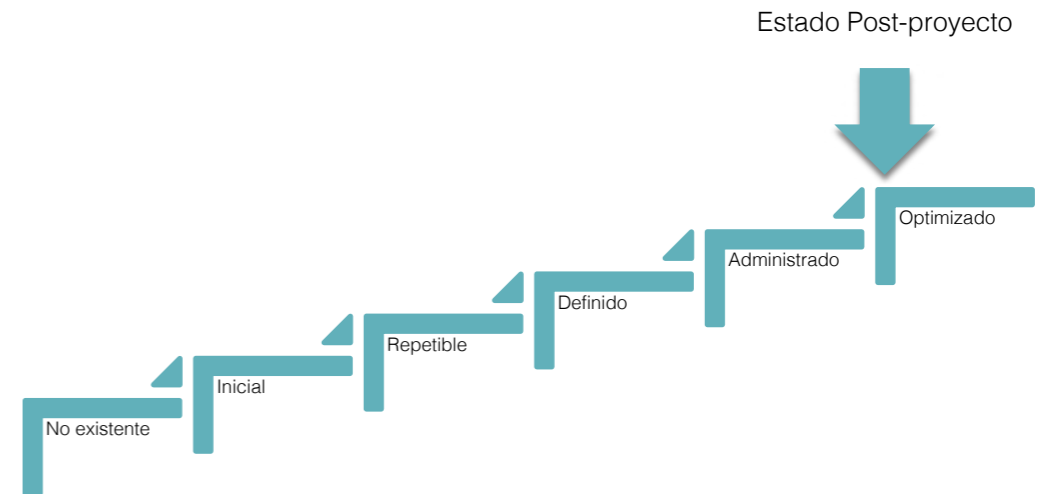 Estado Post-proyecto
Optimizado
Administrado
Definido
Repetible
Inicial
No existente